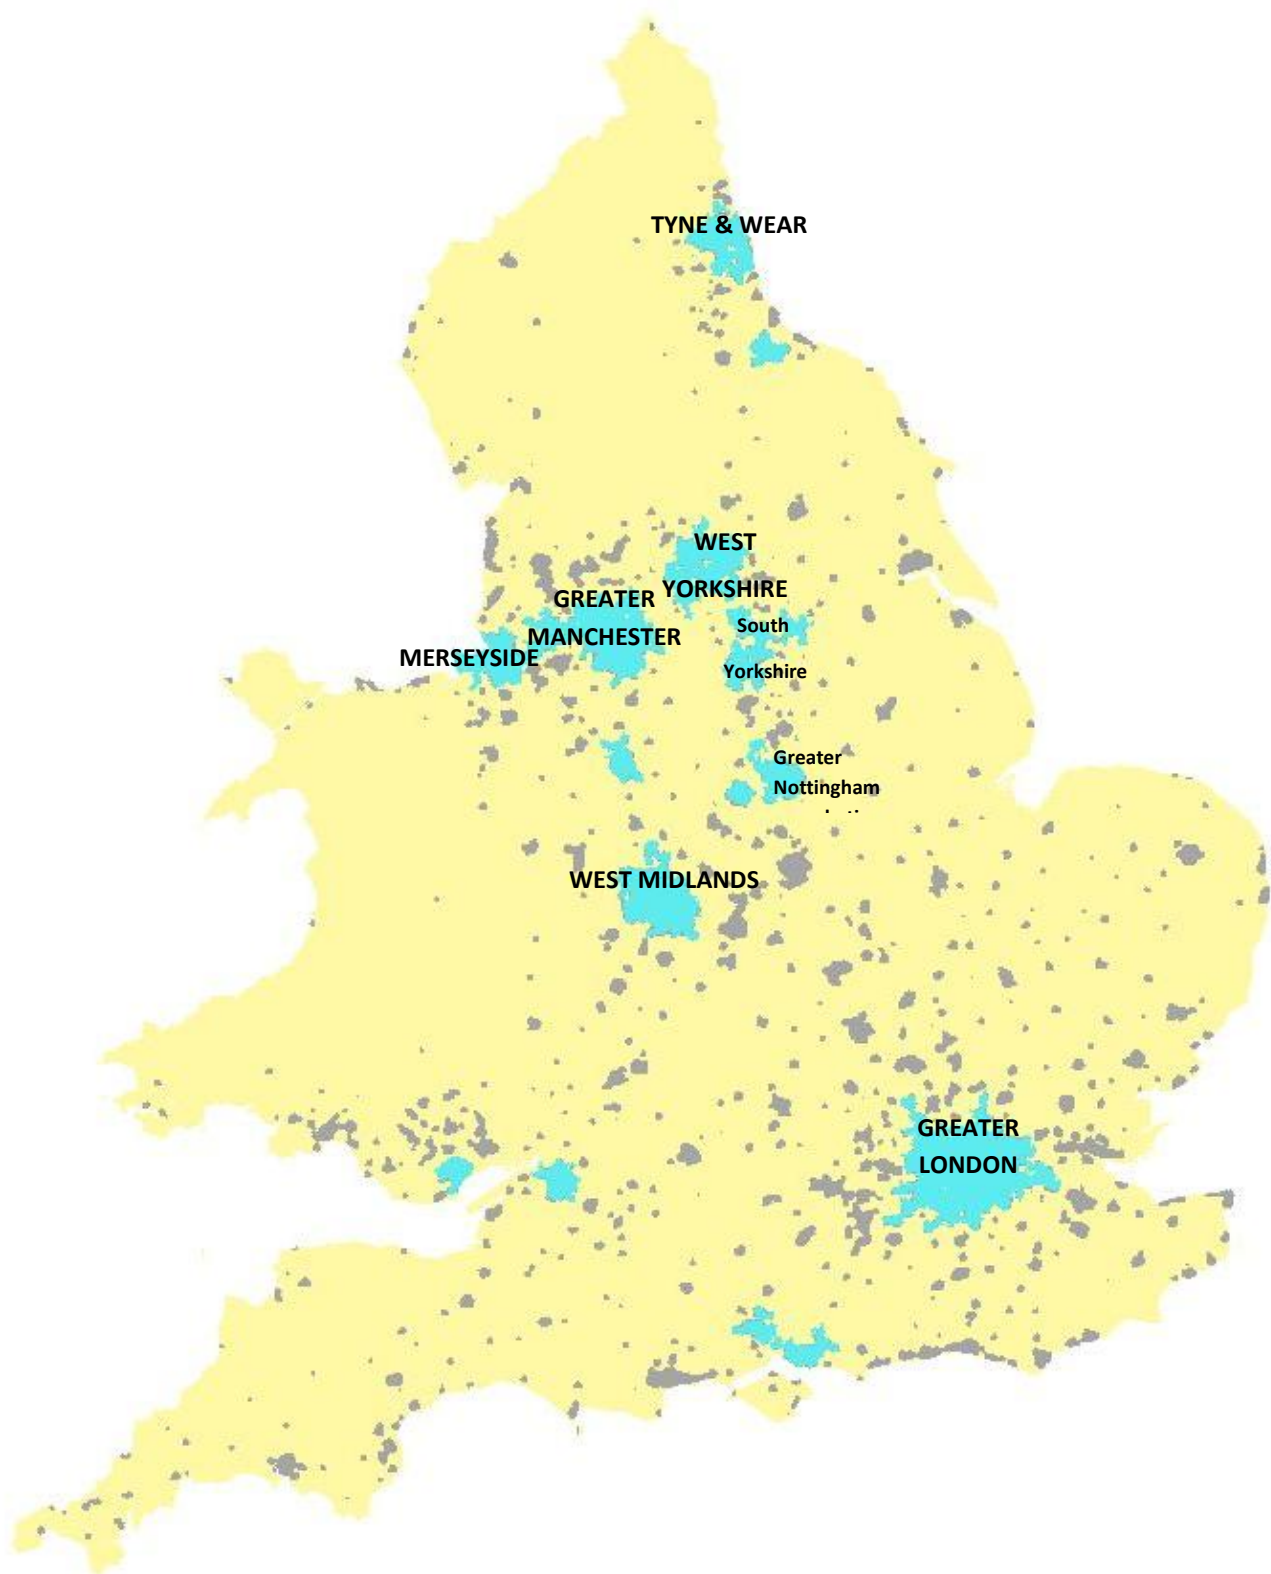 TYNE & WEAR
WEST
YORKSHIRE
GREATER
MANCHESTER
MERSEYSIDE
South
Yorkshire
Greater
Nottingham
WEST MIDLANDS
GREATER
LONDON